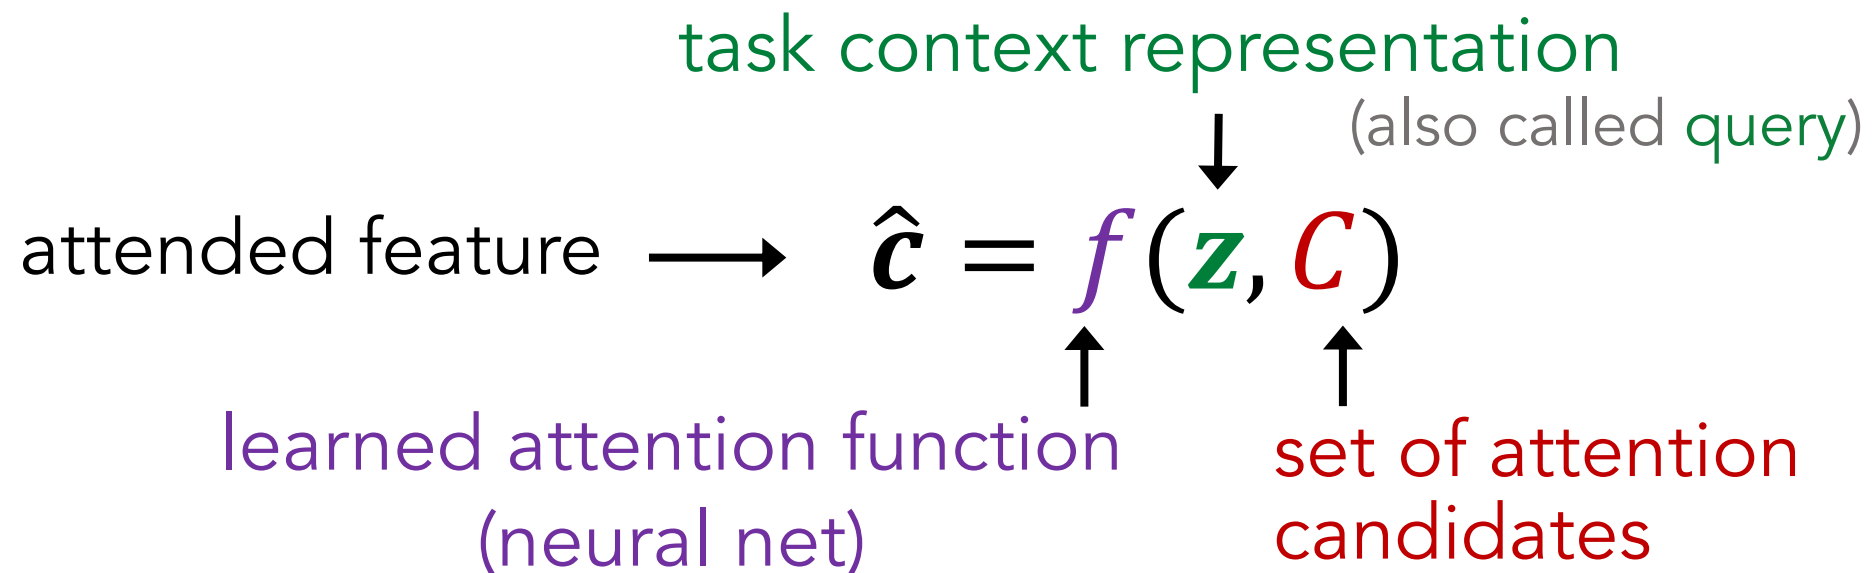 task context representation
(also called query)
attended feature → ĉ = f(z, C)
learned attention function
(neural net)
set of attention
candidates